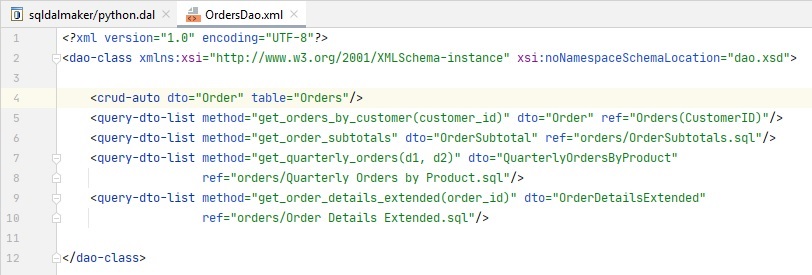 sqldalmaker/python.dal OrdersDao.xml
1 <?xml version="1.0" encoding="UTF-8"?>
2 <dao-class xmlns:xsi="http://www.w3.org/2001/XMLSchema-instance" xsi:noNamespaceSchemaLocation="dao.xsd">
3
4 <crud-auto dto="Order" table="Orders"/>
5 <query-dto-list method="get_orders_by_customer(customer_id)" dto="Order" ref="Orders(CustomerID)"/>
6 <query-dto-list method="get_order_subtotals" dto="OrderSubtotal" ref="orders/OrderSubtotals.sql"/>
7 <query-dto-list method="get_quarterly_orders(d1, d2)" dto="QuarterlyOrdersByProduct"
8 ref="orders/Quarterly Orders by Product.sql"/>
9 <query-dto-list method="get_order_details_extended(order_id)" dto="OrderDetailsExtended"
10 ref="orders/Order Details Extended.sql"/>
11
12 </dao-class>